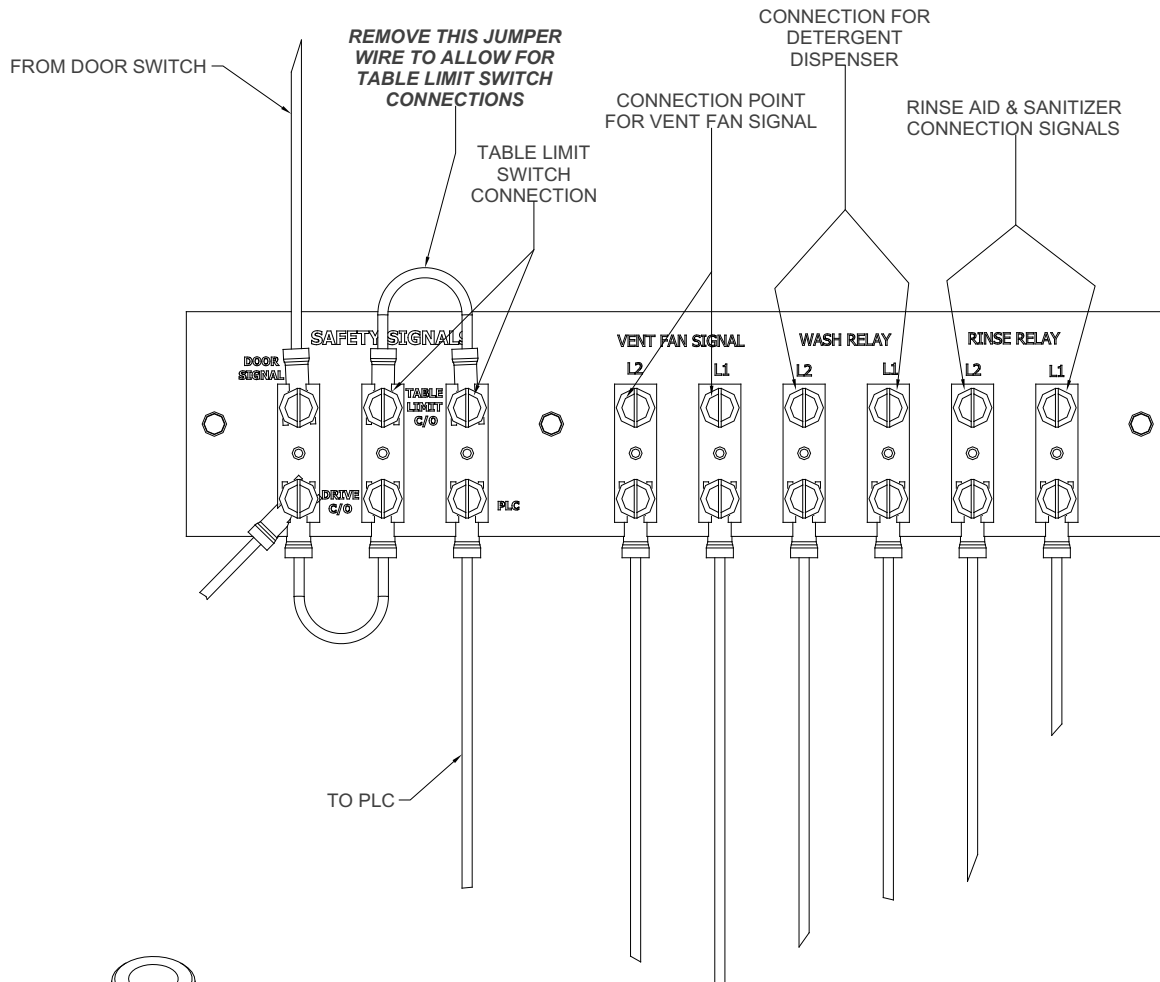 CONNECTION FOR
DETERGENT
DISPENSER
REMOVE THIS JUMPER
WIRE TO ALLOW FOR
TABLE LIMIT SWITCH
CONNECTIONS
FROM DOOR SWITCH
CONNECTION POINT
FOR VENT FAN SIGNAL
RINSE AID & SANITIZER
CONNECTION SIGNALS
TABLE LIMIT
SWITCH
CONNECTION
SAFETY SIGNALS
VENT FAN SIGNAL
WASH RELAY
RINSE RELAY
DOOR
SIGNAL
L2
L1
L2
L1
L2
L1
TABLE
LIMIT
C/O
DRIVE
C/O
PLC
TO PLC